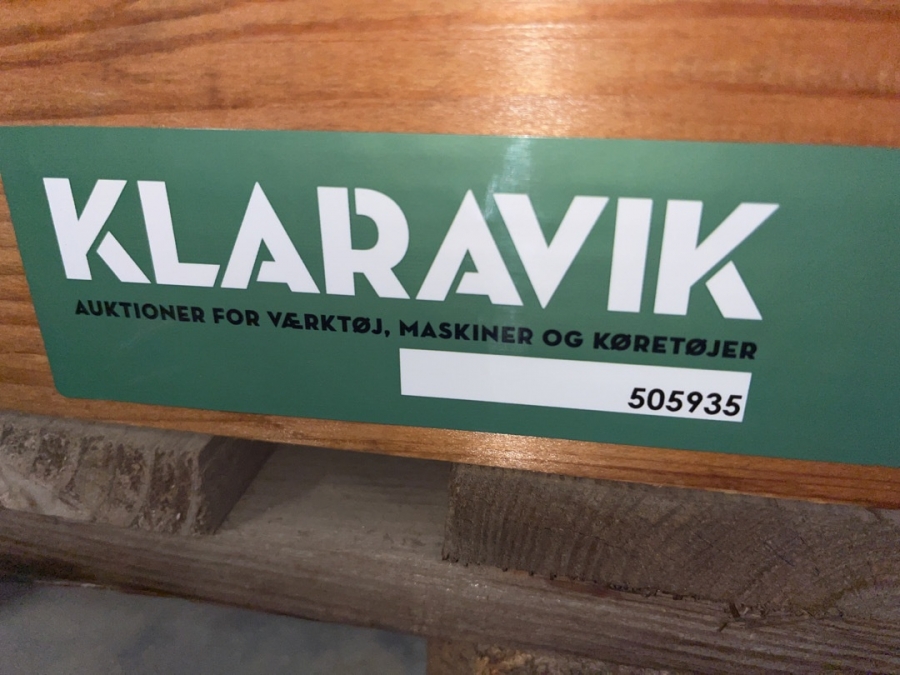 KLARAVIK
AUKTIONER FOR VÆRKTØJ, MASKINER OG KØRETØJER
505935